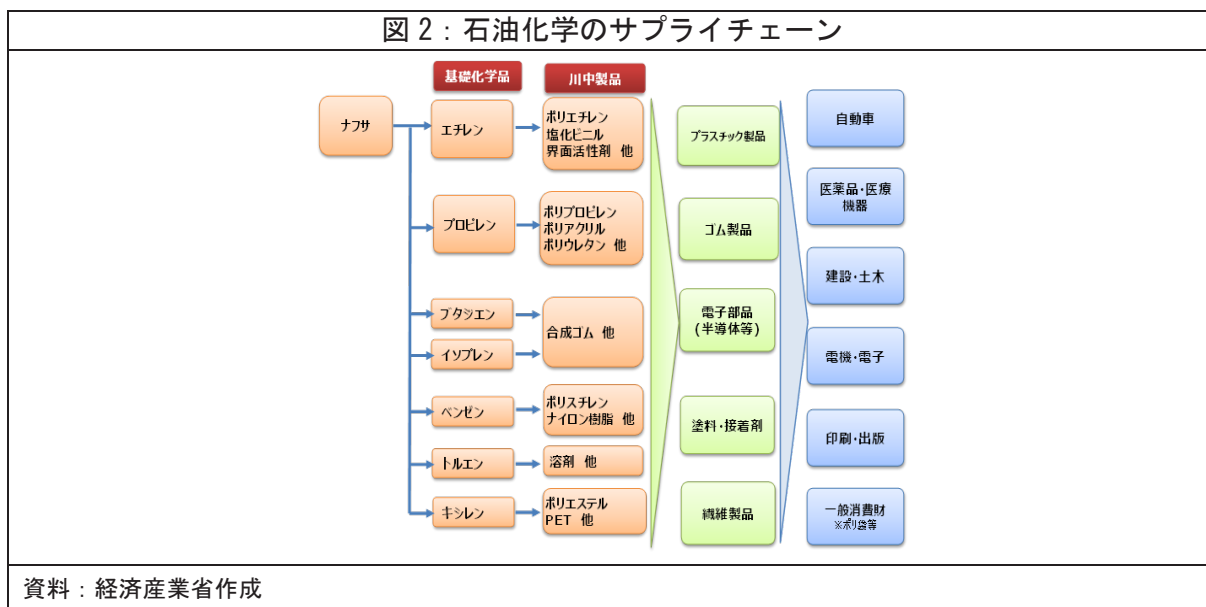 図2：石油化学のサプライチェーン
基礎化学品
川中製品
ナフサ
エチレン
ポリエチレン
塩化ビニル
界面活性剤 他
プロピレン
ポリプロピレン
ポリアクリル
ポリウレタン 他
ブタジエン
イソプレン
合成ゴム 他
ベンゼン
ポリスチレン
ナイロン樹脂 他
トルエン
溶剤 他
キシレン
ポリエステル
PET 他
プラスチック製品
ゴム製品
電子部品
(半導体等)
塗料・接着剤
繊維製品
自動車
医薬品・医療
機器
建設・土木
電機・電子
印刷・出版
一般消費財
※ポリ袋等
資料：経済産業省作成